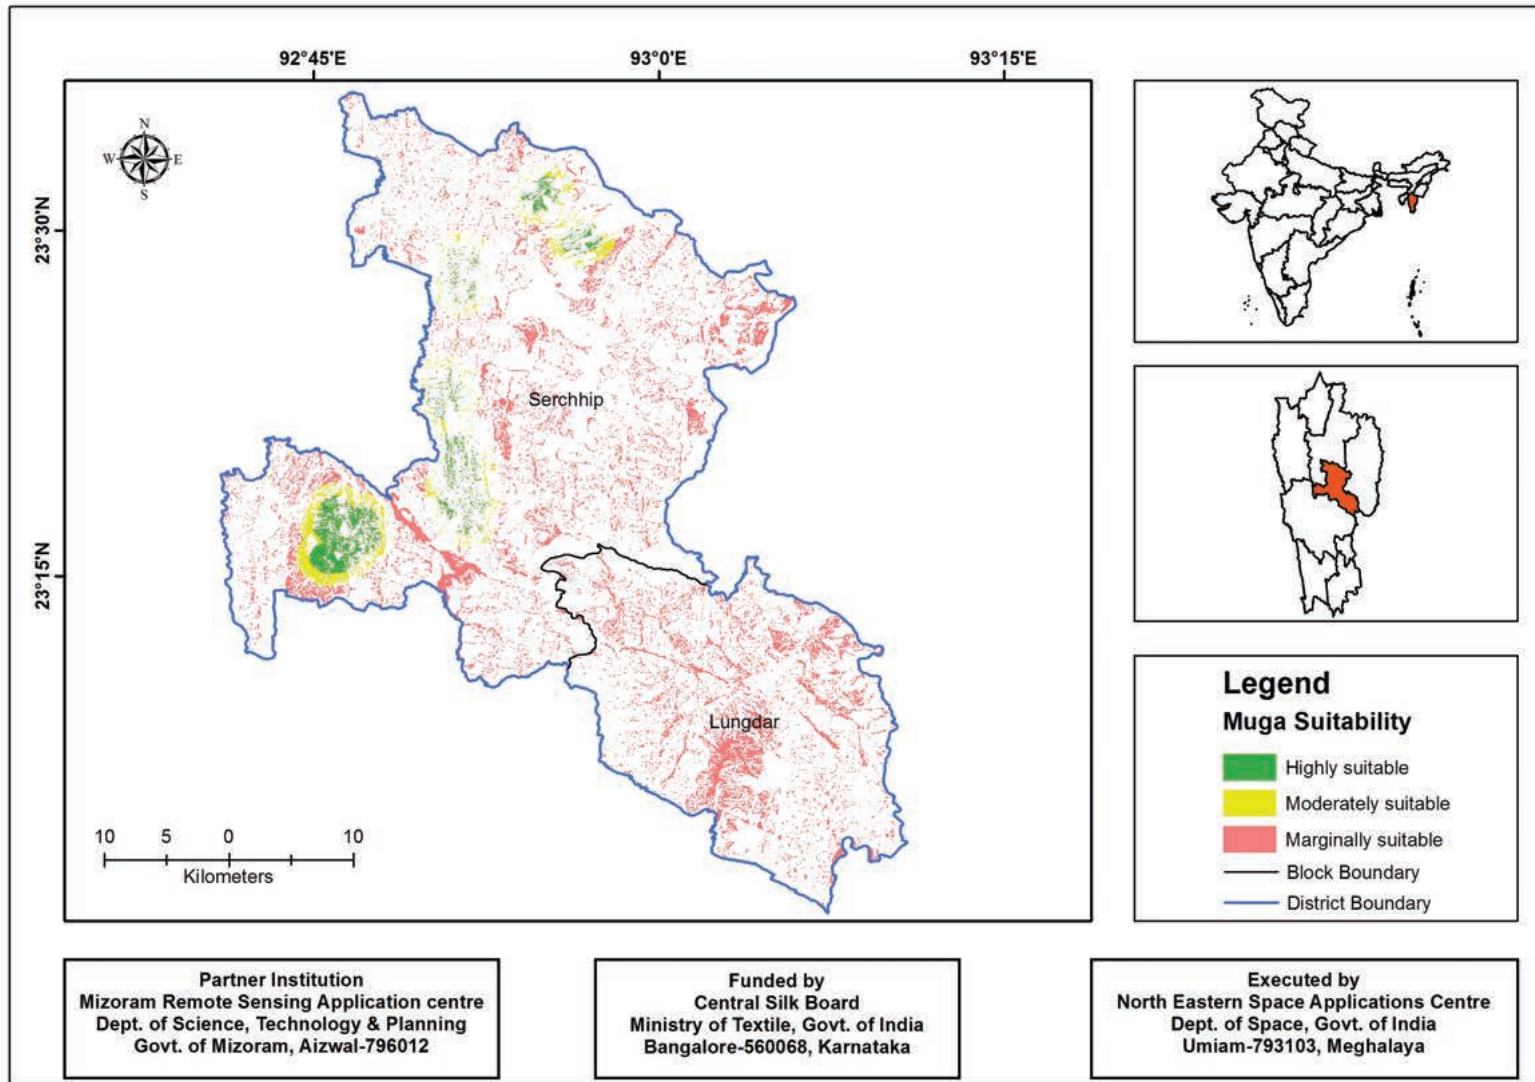 92°45'E
93°0'E
93°15'E
N
W
E
S
23°30'N
23°15'N
Serchhip
Lungdar
10 5 0 10
Kilometers
Legend
Muga Suitability
Highly suitable
Moderately suitable
Marginally suitable
Block Boundary
District Boundary
Partner Institution
Mizoram Remote Sensing Application centre
Dept. of Science, Technology & Planning
Govt. of Mizoram, Aizwal-796012
Funded by
Central Silk Board
Ministry of Textile, Govt. of India
Bangalore-560068, Karnataka
Executed by
North Eastern Space Applications Centre
Dept. of Space, Govt. of India
Umiam-793103, Meghalaya